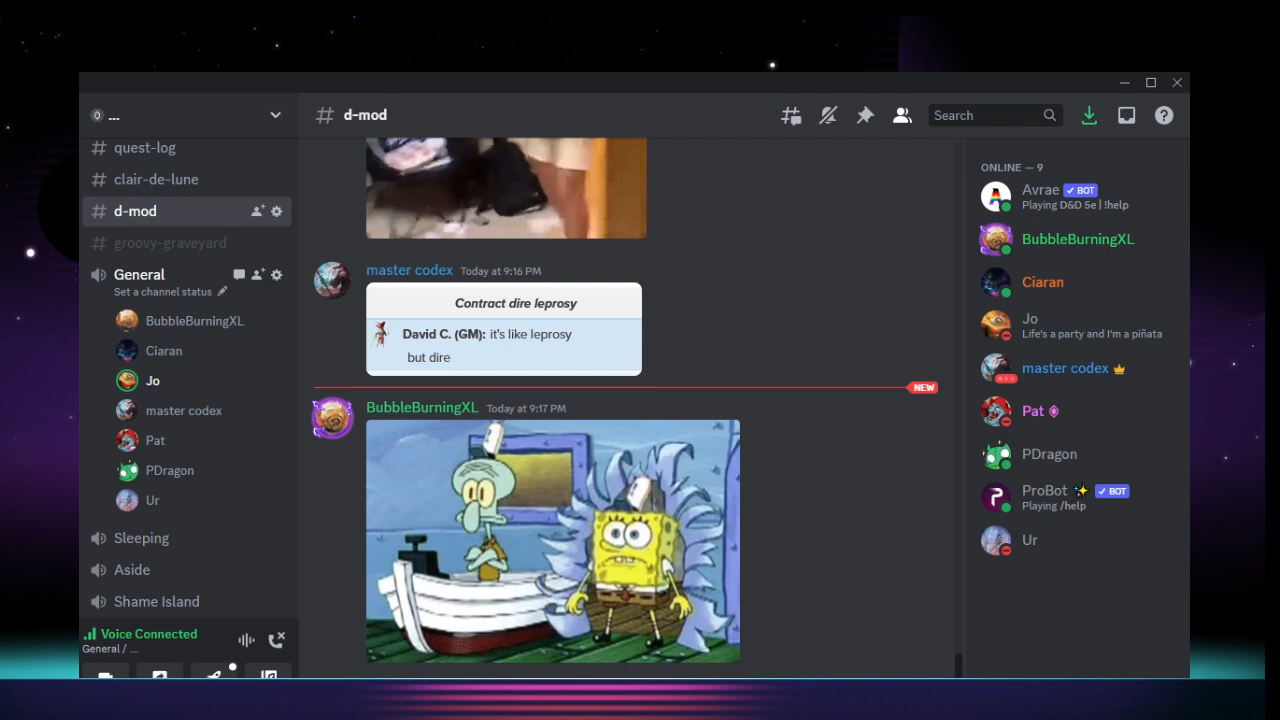 ...
d-mod
Search
quest-log
clair-de-lune
d-mod
groovy-graveyard
General
Set a channel status
BubbleBurningXL
Ciaran
Jo
master codex
Pat
PDragon
Ur
Sleeping
Aside
Shame Island
Voice Connected
General / ...
master codex Today at 9:16 PM
Contract dire leprosy
David C. (GM): it's like leprosy
but dire
NEW
BubbleBurningXL Today at 9:17 PM
ONLINE — 9
Avrae BOT
Playing D&D 5e | !help
BubbleBurningXL
Ciaran
Jo
Life's a party and I'm a piñata
master codex
Pat
PDragon
ProBot BOT
Playing /help
Ur